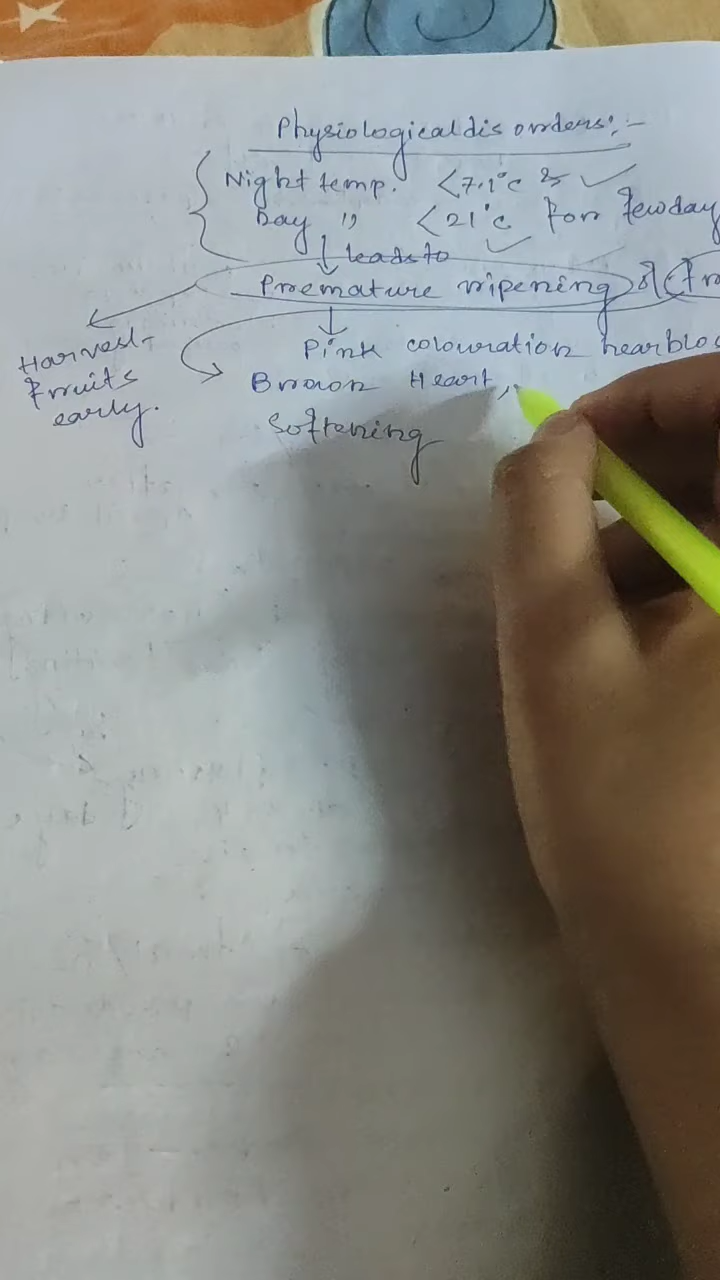 Physiological disorders:-
Night temp. <7.1°c &
Day " <21°c for few day
leads to
Premature ripening of
Pink colouration near
Harvest
fruits
early.
Brown Heart,
Softening